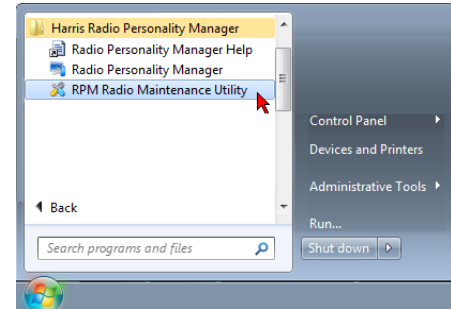 Harris Radio Personality Manager
Radio Personality Manager Help
Radio Personality Manager
RPM Radio Maintenance Utility
Back
Search programs and files
Control Panel
Devices and Printers
Administrative Tools
Run...
Shut down